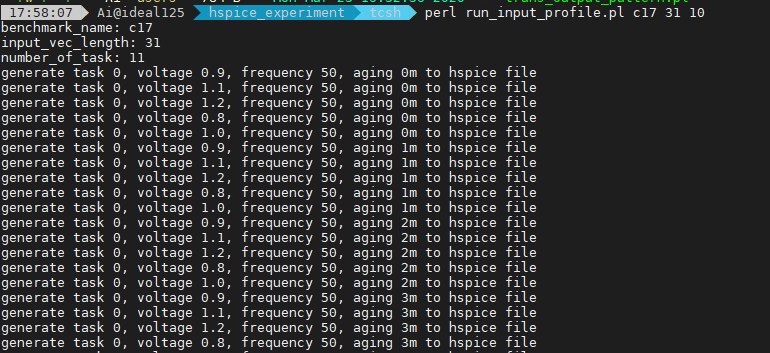 17:58:07 Ai@ideal125 hspice_experiment tcsh perl run_input_profile.pl c17 31 10
benchmark_name: c17
input_vec_length: 31
number_of_task: 11
generate task 0, voltage 0.9, frequency 50, aging 0m to hspice file
generate task 0, voltage 1.1, frequency 50, aging 0m to hspice file
generate task 0, voltage 1.2, frequency 50, aging 0m to hspice file
generate task 0, voltage 0.8, frequency 50, aging 0m to hspice file
generate task 0, voltage 1.0, frequency 50, aging 0m to hspice file
generate task 0, voltage 0.9, frequency 50, aging 1m to hspice file
generate task 0, voltage 1.1, frequency 50, aging 1m to hspice file
generate task 0, voltage 1.2, frequency 50, aging 1m to hspice file
generate task 0, voltage 0.8, frequency 50, aging 1m to hspice file
generate task 0, voltage 1.0, frequency 50, aging 1m to hspice file
generate task 0, voltage 0.9, frequency 50, aging 2m to hspice file
generate task 0, voltage 1.1, frequency 50, aging 2m to hspice file
generate task 0, voltage 1.2, frequency 50, aging 2m to hspice file
generate task 0, voltage 0.8, frequency 50, aging 2m to hspice file
generate task 0, voltage 1.0, frequency 50, aging 2m to hspice file
generate task 0, voltage 0.9, frequency 50, aging 3m to hspice file
generate task 0, voltage 1.1, frequency 50, aging 3m to hspice file
generate task 0, voltage 1.2, frequency 50, aging 3m to hspice file
generate task 0, voltage 0.8, frequency 50, aging 3m to hspice file